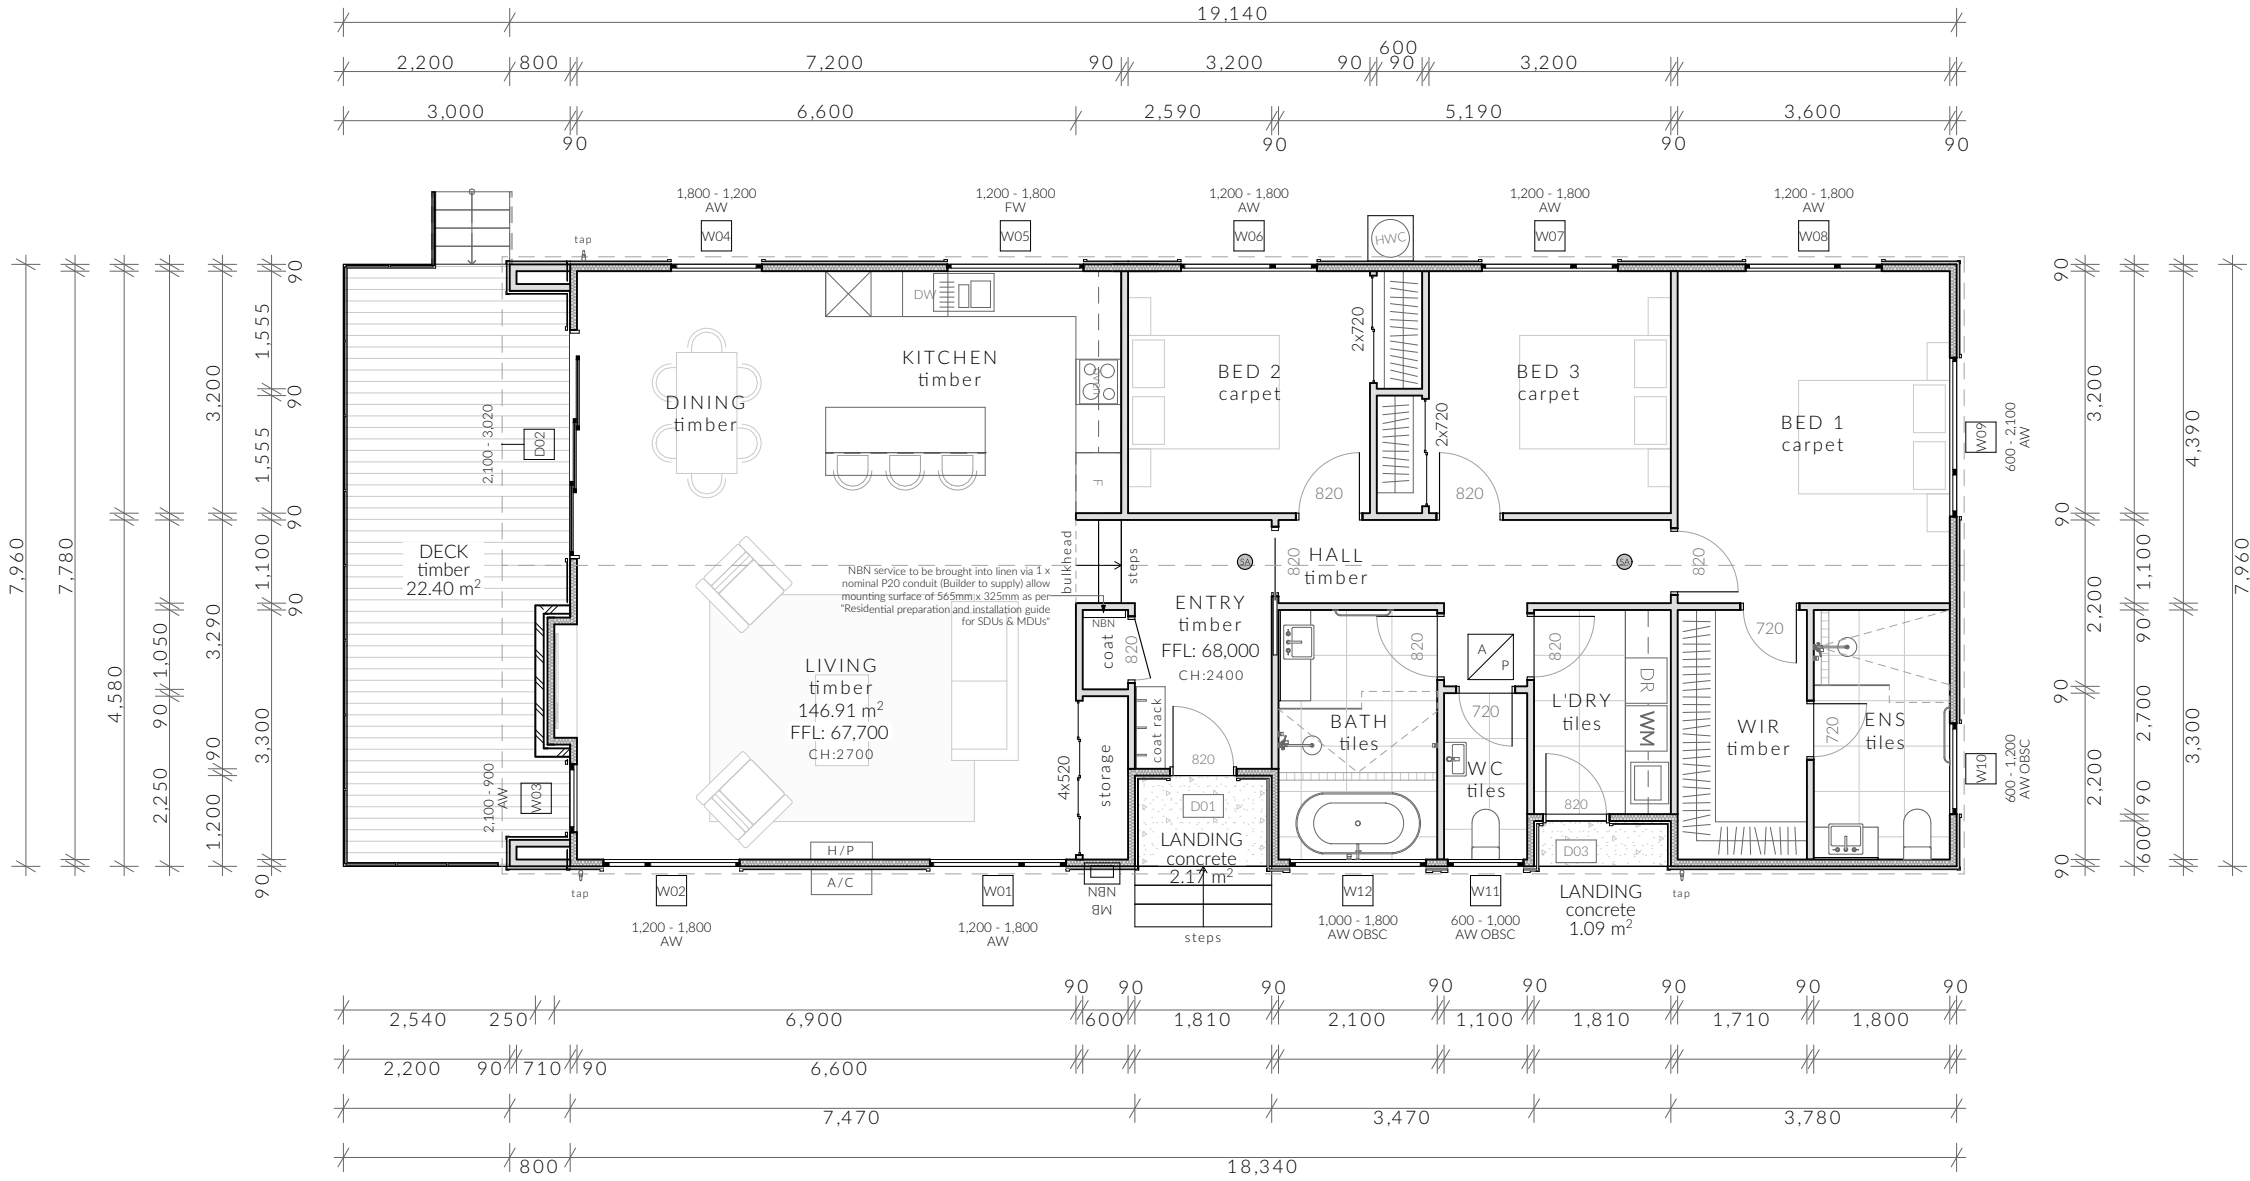 19,140
600
2,200 800 7,200 90 3,200 90 90 3,200
3,000 6,600 2,590 5,190 3,600
90 90 90 90
1,800 - 1,200
AW
W04
1,200 - 1,800
FW
W05
1,200 - 1,800
AW
W06
HWC
1,200 - 1,800
AW
W07
1,200 - 1,800
AW
W08
tap
7,960
7,780
4,580
3,200
3,290
90
1,200
1,050
90
2,250
90
1,555
90
1,555
90
1,100
90
3,300
90
DECK
timber
22.40 m²
2,100 - 3,020
D02
2,100 - 900
AW
W03
DINING
timber
KITCHEN
timber
DW
F
BED 2
carpet
820
2x720
2x720
BED 3
carpet
820
BED 1
carpet
820
bulkhead
steps
SA
820
HALL
timber
SA
NBN service to be brought into linen via 1 x
nominal P20 conduit (Builder to supply) allow
mounting surface of 565mm x 325mm as per
"Residential preparation and installation guide
for SDUs & MDUs"
LIVING
timber
146.91 m²
FFL: 67,700
CH:2700
NBN
coat
820
ENTRY
timber
FFL: 68,000
CH:2400
coat rack
storage
4x520
820
D01
LANDING
concrete
2.17 m²
steps
BATH
tiles
820
A
P
720
WC
tiles
820
L'DRY
tiles
DR
WM
820
D03
LANDING
concrete
1.09 m²
WIR
timber
720
720
ENS
tiles
H/P
A/C
tap
W02
1,200 - 1,800
AW
W01
1,200 - 1,800
AW
NBN
MB
W12
1,000 - 1,800
AW OBSC
W11
600 - 1,000
AW OBSC
tap
W09
600 - 2,100
AW
W10
600 - 1,200
AW OBSC
90
3,200
90
2,200
90
2,200
90
1,100
90
2,700
90
600
4,390
3,300
7,960
90 90 90 90 90 90 90 90
2,540 250 6,900 600 1,810 2,100 1,100 1,810 1,710 1,800
2,200 90 710 90 6,600
7,470 3,470 3,780
800 18,340